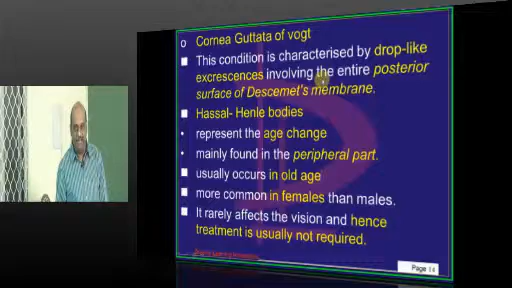 o Cornea Guttata of vogt
■ This condition is characterised by drop-like
excrescences involving the entire posterior
surface of Descemet's membrane.
■ Hassal- Henle bodies
• represent the age change
• mainly found in the peripheral part.
■ usually occurs in old age
■ more common in females than males.
■ It rarely affects the vision and hence
treatment is usually not required.
Page 14